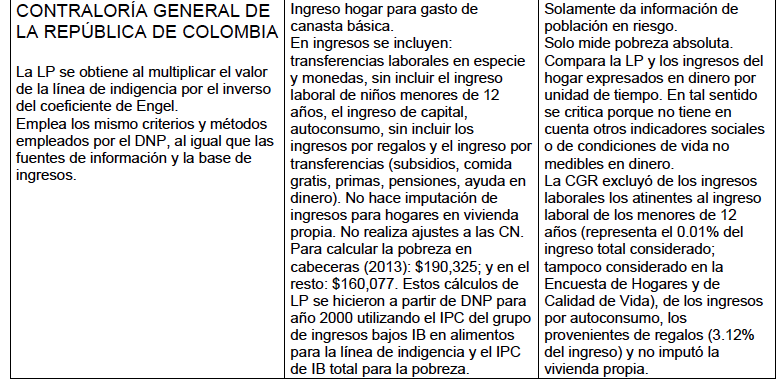 CONTRALORÍA GENERAL DE
LA REPÚBLICA DE COLOMBIA
La LP se obtiene al multiplicar el valor
de la línea de indigencia por el inverso
del coeficiente de Engel.
Emplea los mismo criterios y métodos
empleados por el DNP, al igual que las
fuentes de información y la base de
ingresos.
Ingreso hogar para gasto de
canasta básica.
En ingresos se incluyen:
transferencias laborales en especie
y monedas, sin incluir el ingreso
laboral de niños menores de 12
años, el ingreso de capital,
autoconsumo, sin incluir los
ingresos por regalos y el ingreso por
transferencias (subsidios, comida
gratis, primas, pensiones, ayuda en
dinero). No hace imputación de
ingresos para hogares en vivienda
propia. No realiza ajustes a las CN.
Para calcular la pobreza en
cabeceras (2013): $190,325; y en el
resto: $160,077. Estos cálculos de
LP se hicieron a partir de DNP para
año 2000 utilizando el IPC del grupo
de ingresos bajos IB en alimentos
para la línea de indigencia y el IPC
de IB total para la pobreza.
Solamente da información de
población en riesgo.
Solo mide pobreza absoluta.
Compara la LP y los ingresos del
hogar expresados en dinero por
unidad de tiempo. En tal sentido
se critica porque no tiene en
cuenta otros indicadores sociales
o de condiciones de vida no
medibles en dinero.
La CGR excluyó de los ingresos
laborales los atinentes al ingreso
laboral de los menores de 12
años (representa el 0.01% del
ingreso total considerado;
tampoco considerado en la
Encuesta de Hogares y de
Calidad de Vida), de los ingresos
por autoconsumo, los
provenientes de regalos (3.12%
del ingreso) y no imputó la
vivienda propia.